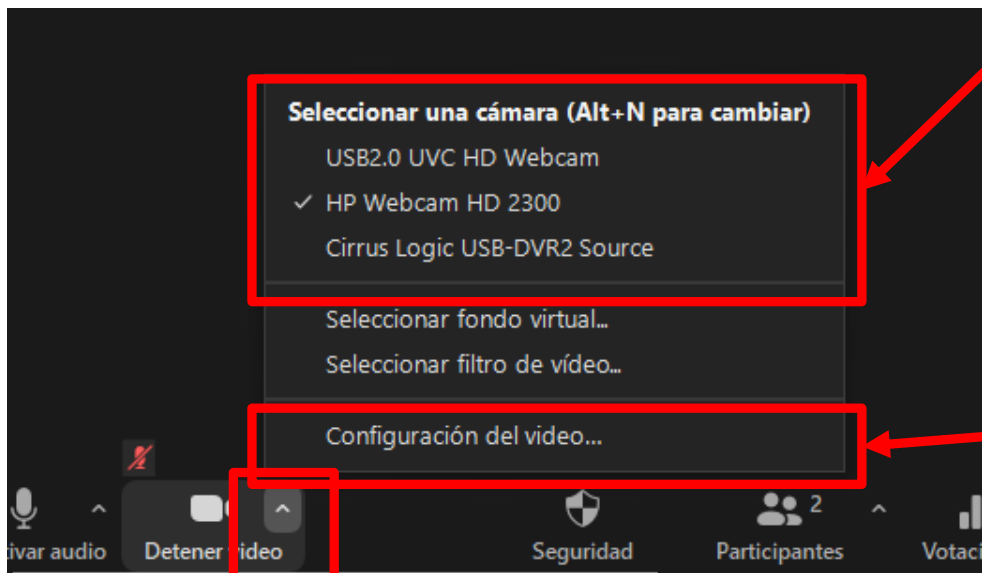 Seleccionar una cámara (Alt+N para cambiar)
USB2.0 UVC HD Webcam
HP Webcam HD 2300
Cirrus Logic USB-DVR2 Source
Seleccionar fondo virtual...
Seleccionar filtro de vídeo...
Configuración del video...
2
tivar audio
Detener video
Seguridad
Participantes
Votaci